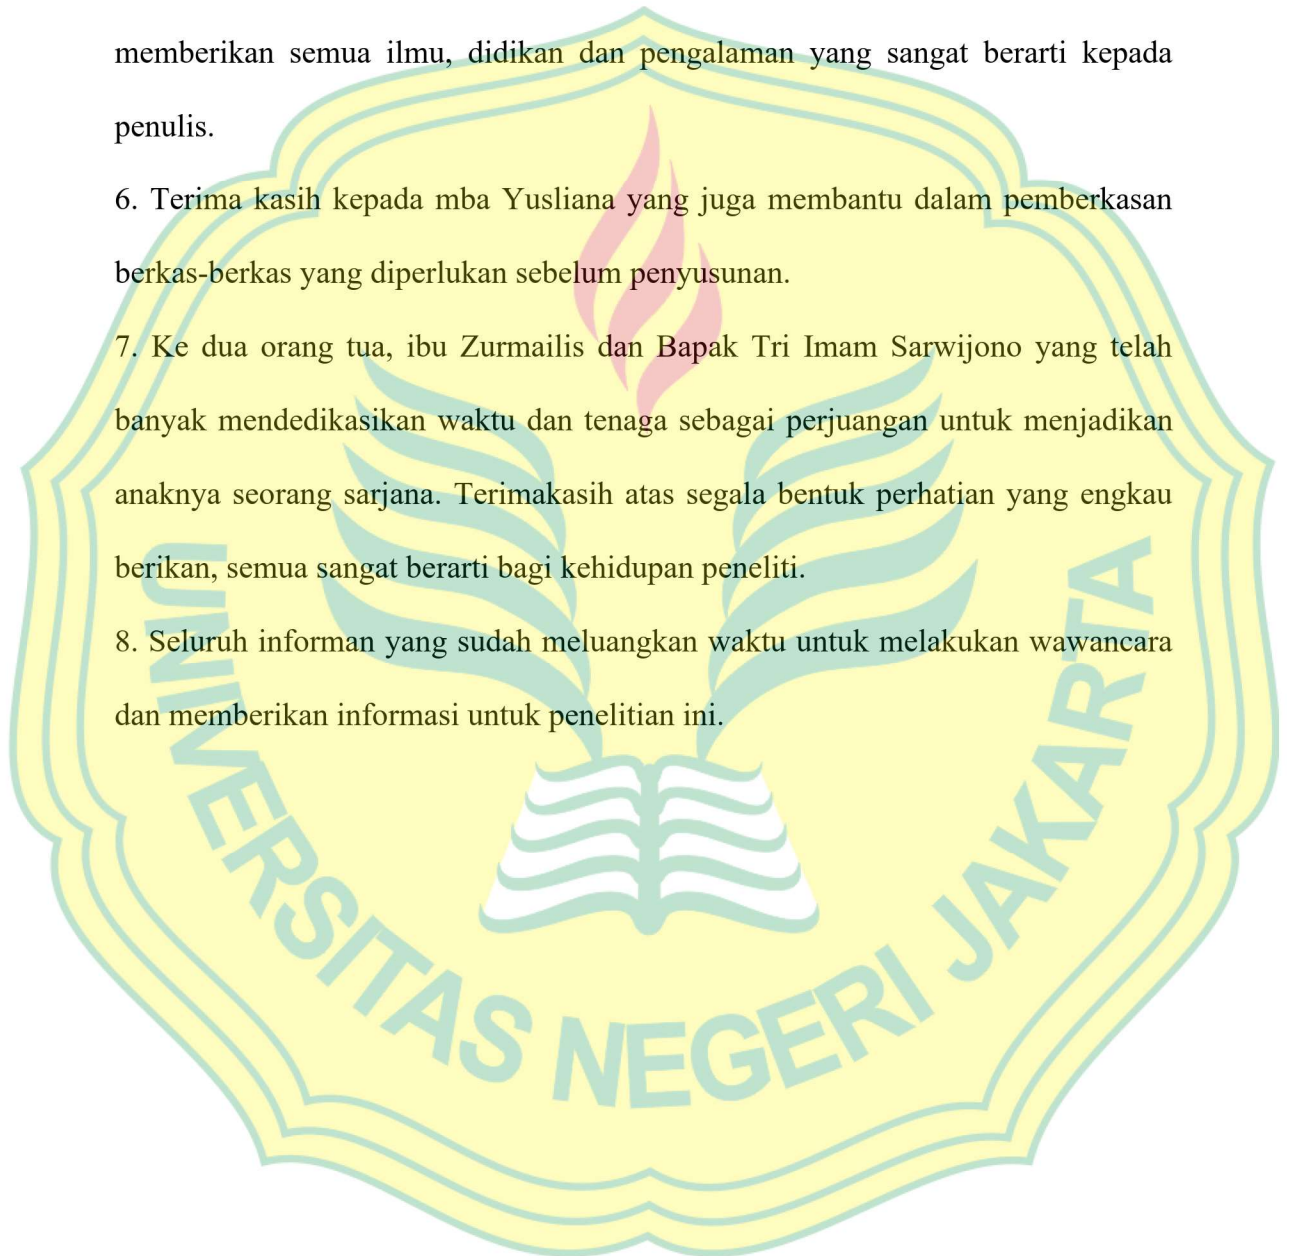 memberikan semua ilmu, didikan dan pengalaman yang sangat berarti kepada
penulis.
6. Terima kasih kepada mba Yusliana yang juga membantu dalam pemberkasan
berkas-berkas yang diperlukan sebelum penyusunan.
7. Ke dua orang tua, ibu Zurmailis dan Bapak Tri Imam Sarwijono yang telah
banyak mendedikasikan waktu dan tenaga sebagai perjuangan untuk menjadikan
anaknya seorang sarjana. Terimakasih atas segala bentuk perhatian yang engkau
berikan, semua sangat berarti bagi kehidupan peneliti.
8. Seluruh informan yang sudah meluangkan waktu untuk melakukan wawancara
dan memberikan informasi untuk penelitian ini.
UNIVERSITAS NEGERI JAKARTA